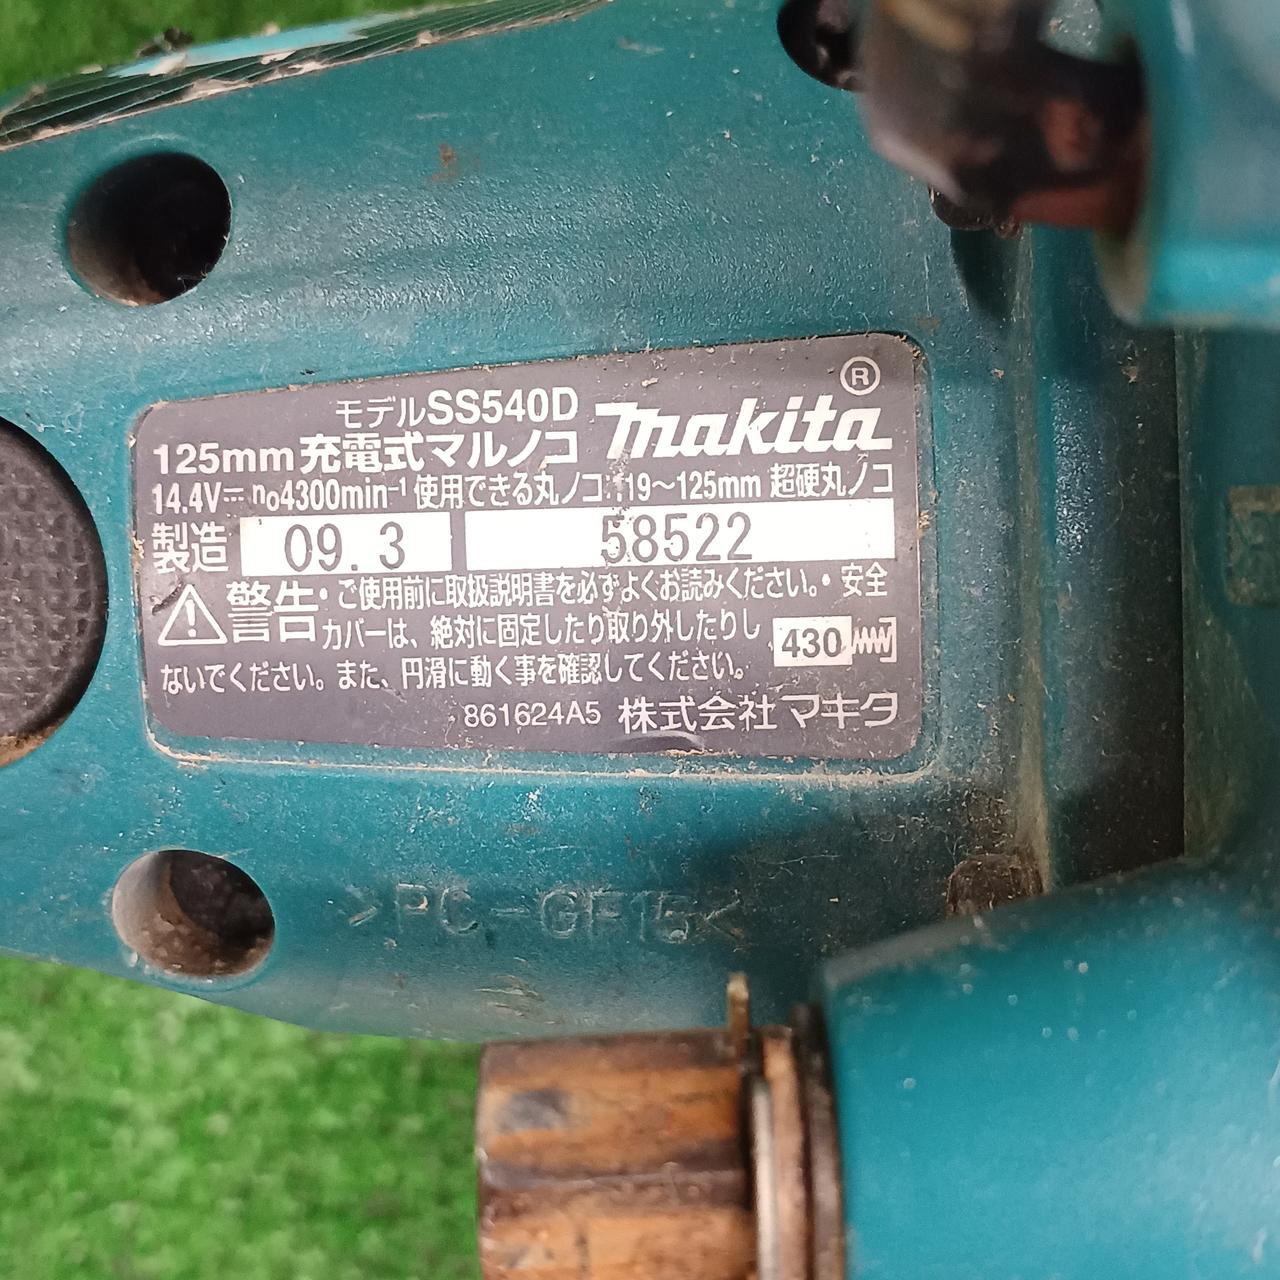 ®
モデルSS540D makita
125mm充電式マルノコ
14.4V⎓ n₀4300min⁻¹ 使用できる丸ノコ:119～125mm 超硬丸ノコ
製造 09.3 58522
警告・ご使用前に取扱説明書を必ずよくお読みください。・安全
カバーは、絶対に固定したり取り外したりし
430
ないでください。また、円滑に動く事を確認してください。
861624A5 株式会社マキタ
>PC-GF15<